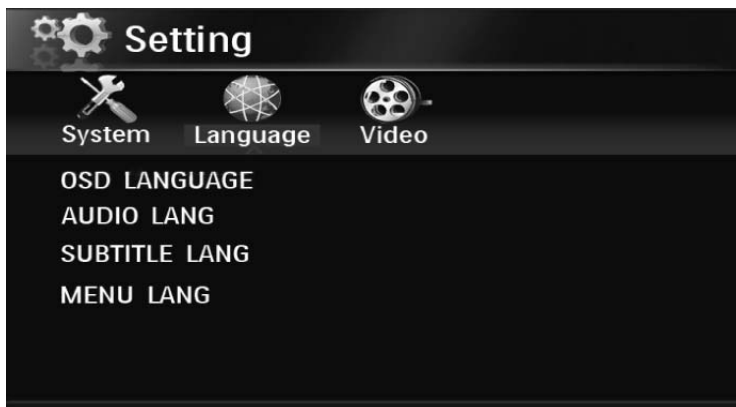 Setting
System Language Video
OSD LANGUAGE
AUDIO LANG
SUBTITLE LANG
MENU LANG